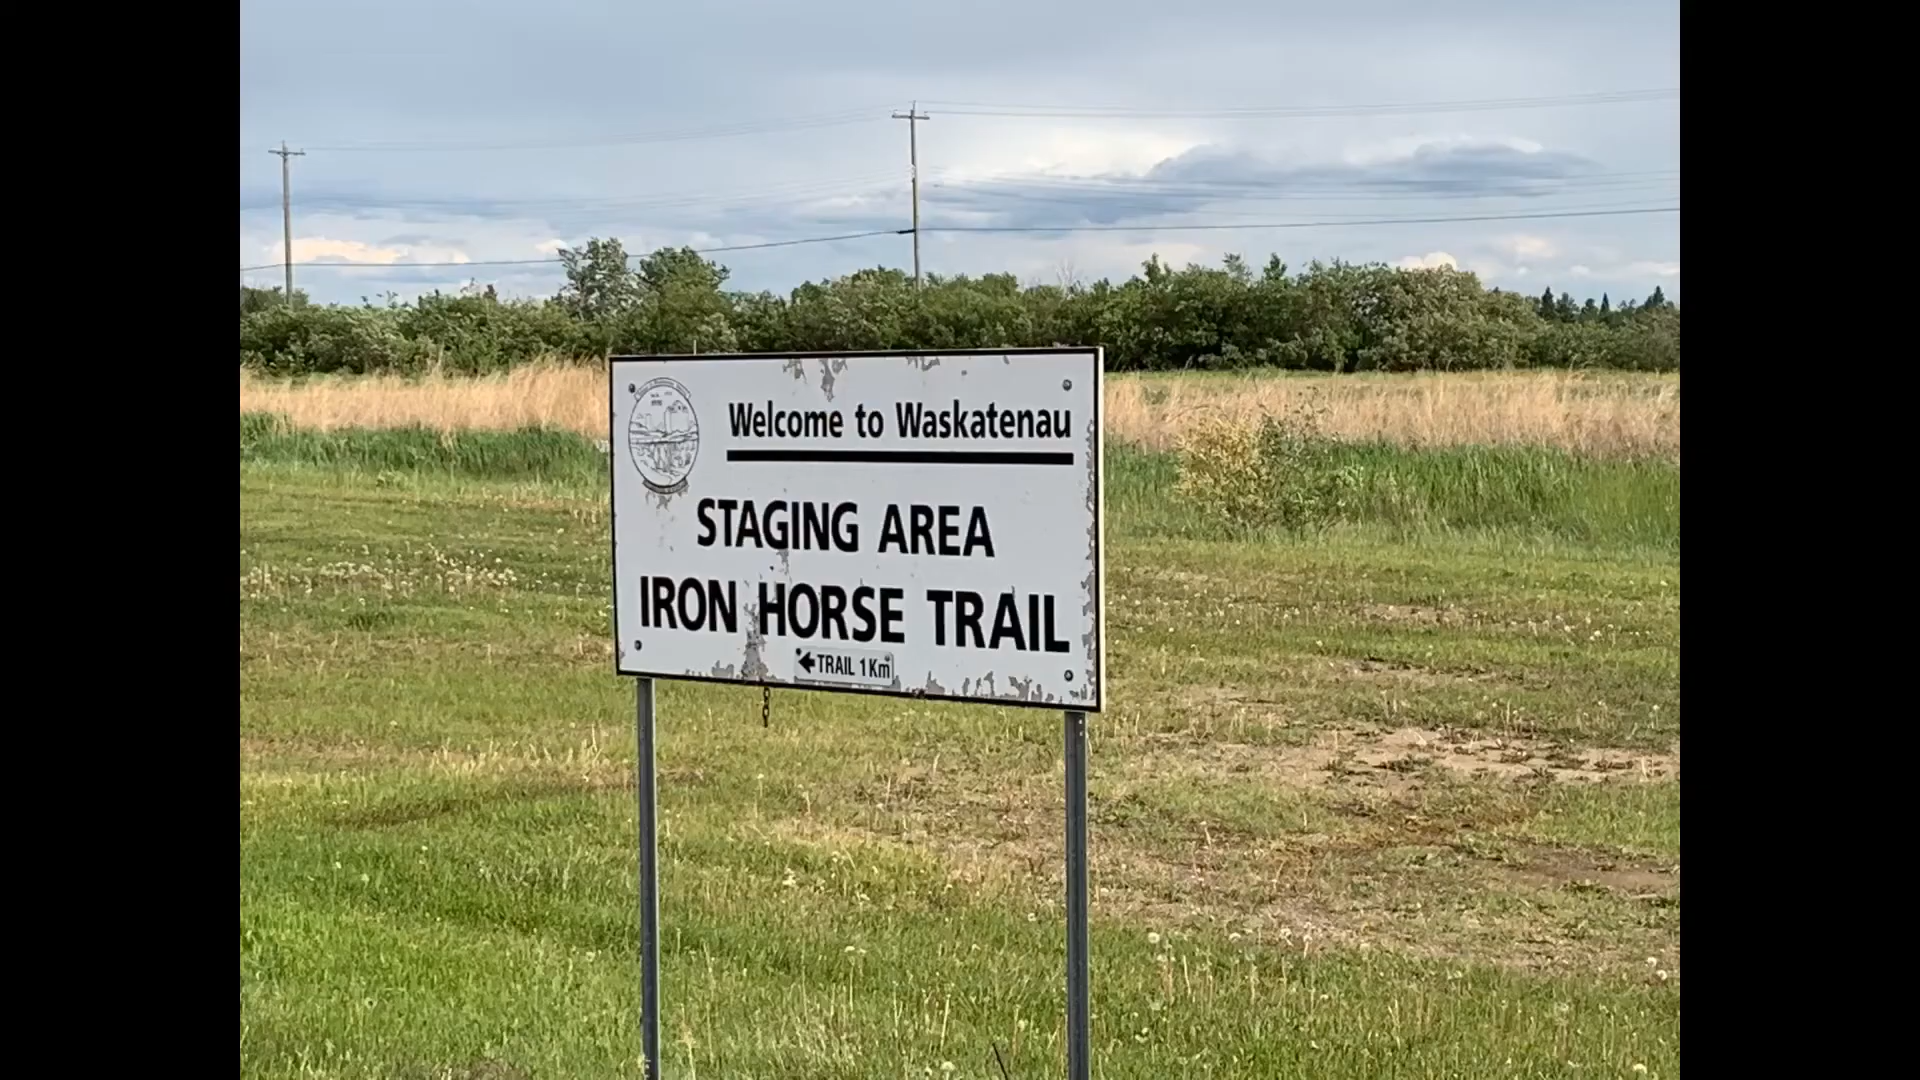 Welcome to Waskatenau
STAGING AREA
IRON HORSE TRAIL
TRAIL 1 Km